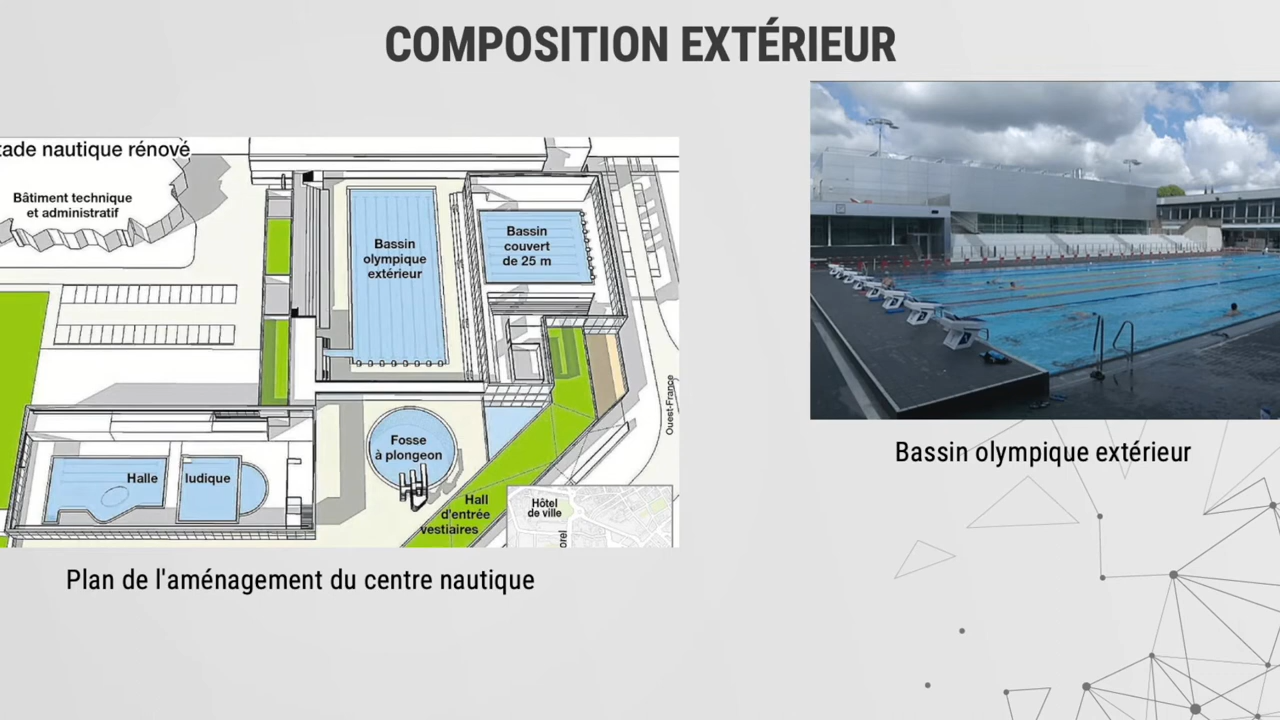 COMPOSITION EXTÉRIEUR
tade nautique rénové
Bâtiment technique
et administratif
Bassin
olympique
extérieur
Bassin
couvert
de 25 m
Ouest-France
Fosse
à plongeon
Halle
ludique
Hall
d'entrée
vestiaires
Hôtel
de ville
orel
Plan de l'aménagement du centre nautique
Bassin olympique extérieur